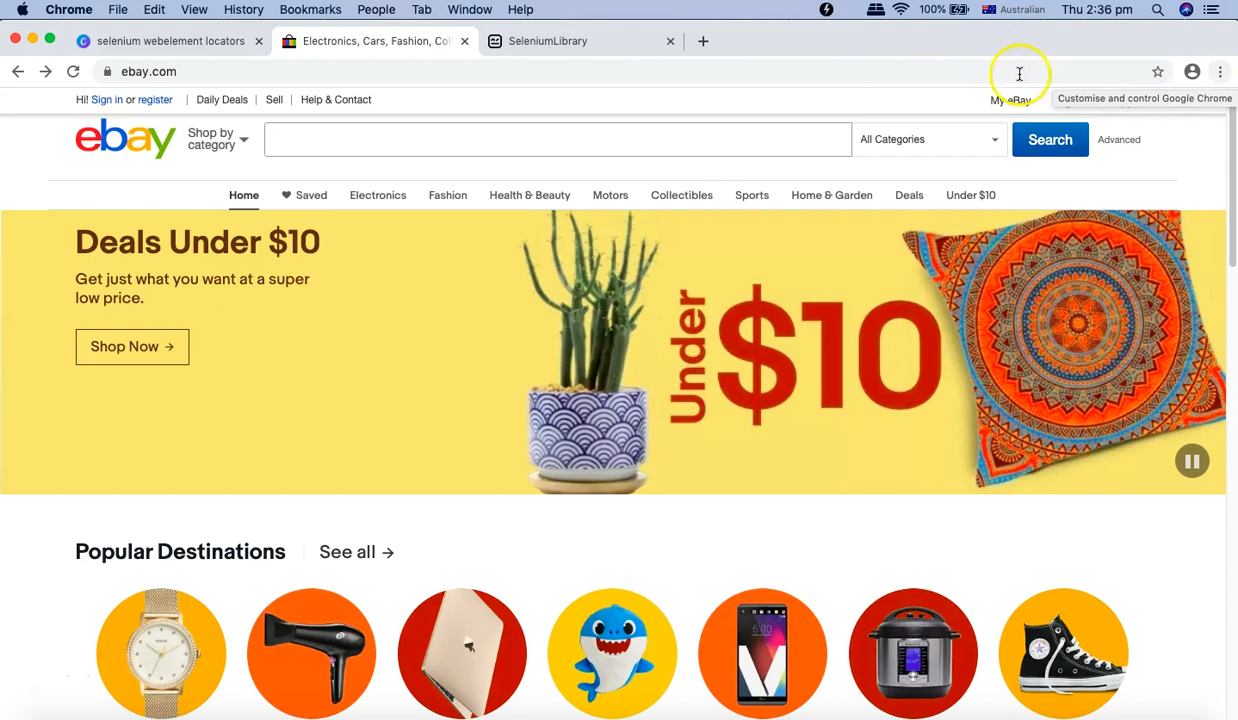 Chrome File Edit View History Bookmarks People Tab Window Help 100% Australian Thu 2:36 pm
selenium webelement locators Electronics, Cars, Fashion, Col SeleniumLibrary
ebay.com
Customise and control Google Chrome
Hi! Sign in or register Daily Deals Sell Help & Contact My eBay
ebay Shop by category All Categories Search Advanced
Home Saved Electronics Fashion Health & Beauty Motors Collectibles Sports Home & Garden Deals Under $10
Deals Under $10
Get just what you want at a super
low price.
Shop Now
Under $10
Popular Destinations See all
6:00